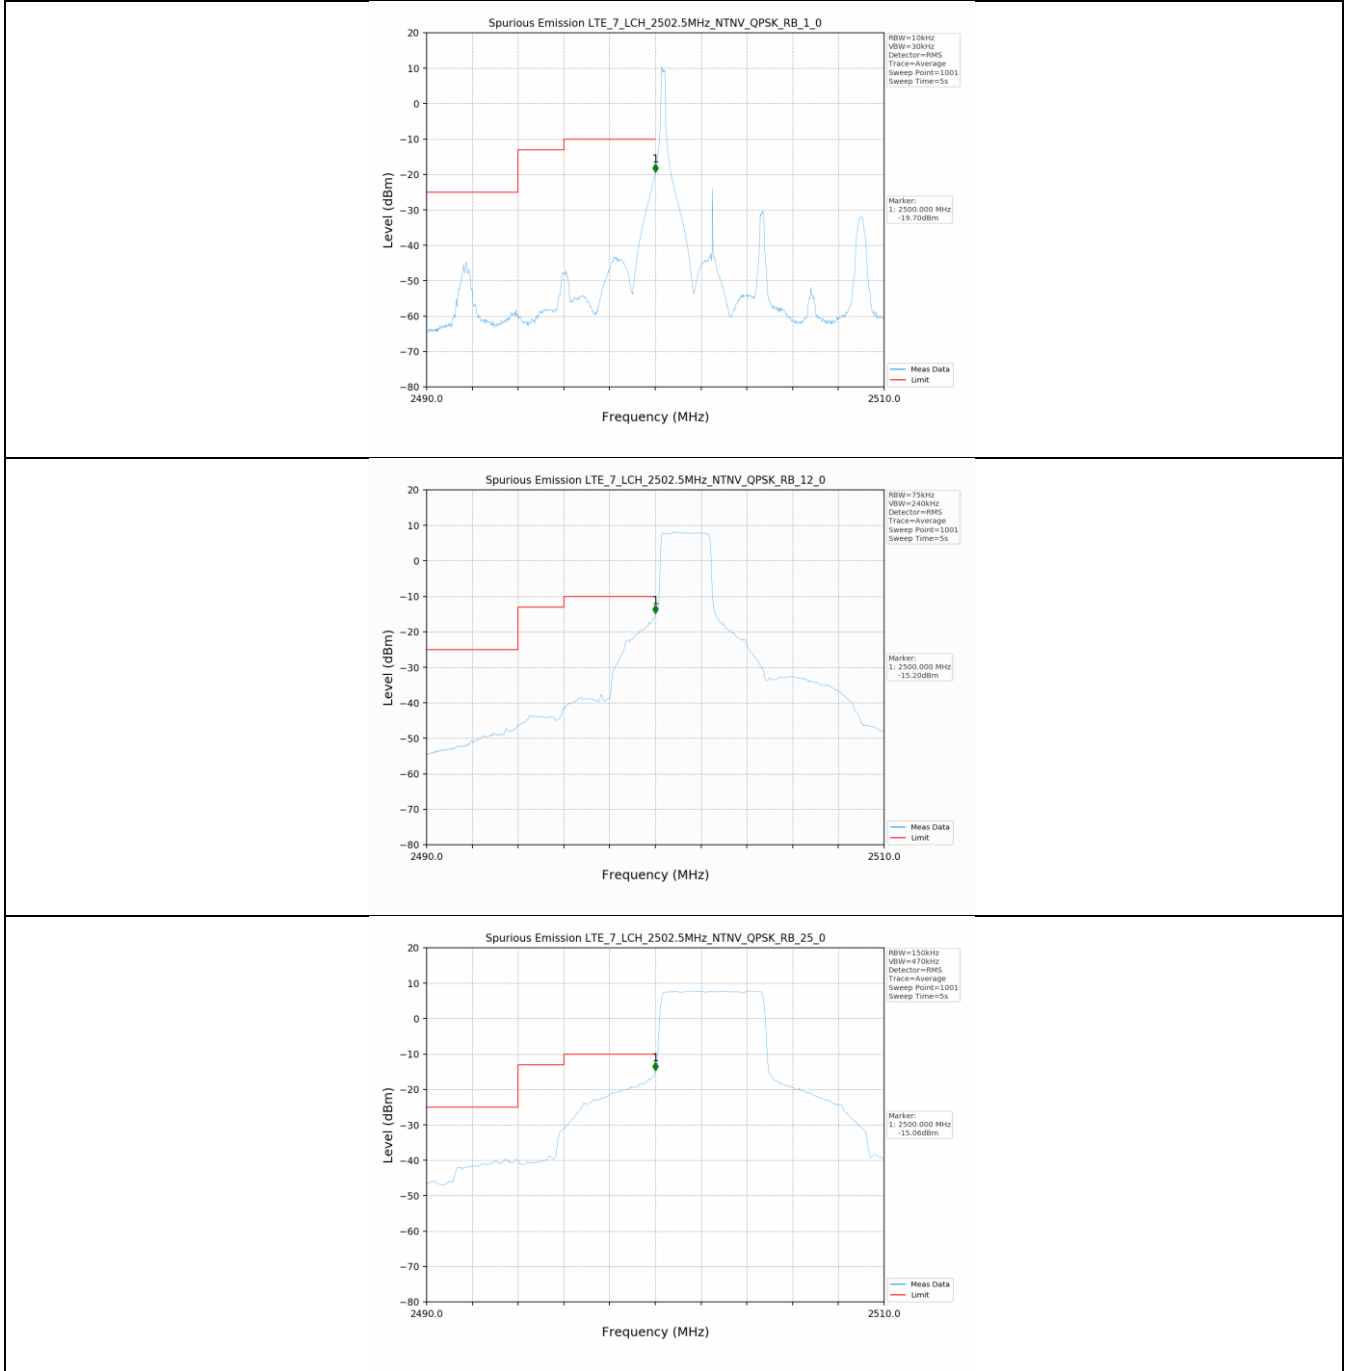 Spurious Emission LTE_7_LCH_2502.5MHz_NTNV_QPSK_RB_1_0
20
10
0
−10
−20
−30
−40
−50
−60
−70
−80
Level (dBm)
1
2490.0
2510.0
Frequency (MHz)
RBW=10kHz
VBW=30kHz
Detector=RMS
Trace=Average
Sweep Point=1001
Sweep Time=5s
Marker:
1: 2500.000 MHz
-19.70dBm
Meas Data
Limit
Spurious Emission LTE_7_LCH_2502.5MHz_NTNV_QPSK_RB_12_0
20
10
0
−10
−20
−30
−40
−50
−60
−70
−80
Level (dBm)
1
2490.0
2510.0
Frequency (MHz)
RBW=75kHz
VBW=240kHz
Detector=RMS
Trace=Average
Sweep Point=1001
Sweep Time=5s
Marker:
1: 2500.000 MHz
-15.20dBm
Meas Data
Limit
Spurious Emission LTE_7_LCH_2502.5MHz_NTNV_QPSK_RB_25_0
20
10
0
−10
−20
−30
−40
−50
−60
−70
−80
Level (dBm)
1
2490.0
2510.0
Frequency (MHz)
RBW=150kHz
VBW=470kHz
Detector=RMS
Trace=Average
Sweep Point=1001
Sweep Time=5s
Marker:
1: 2500.000 MHz
-15.06dBm
Meas Data
Limit